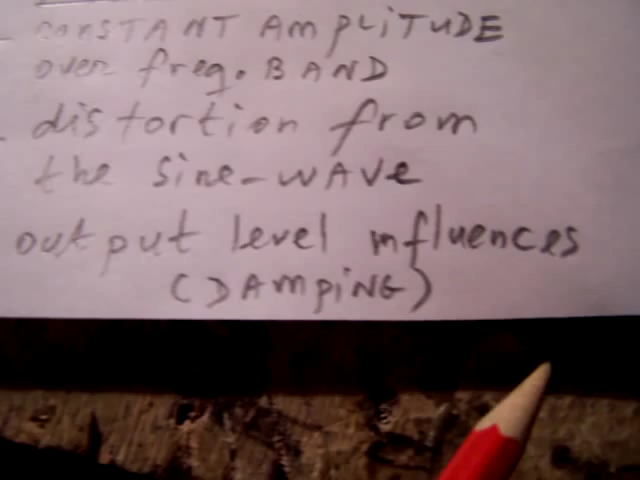 - CONSTANT AMPLiTUDE
over freq. BAND
- distortion from
the sine-WAVe
output level influences
(DAMPiNG)